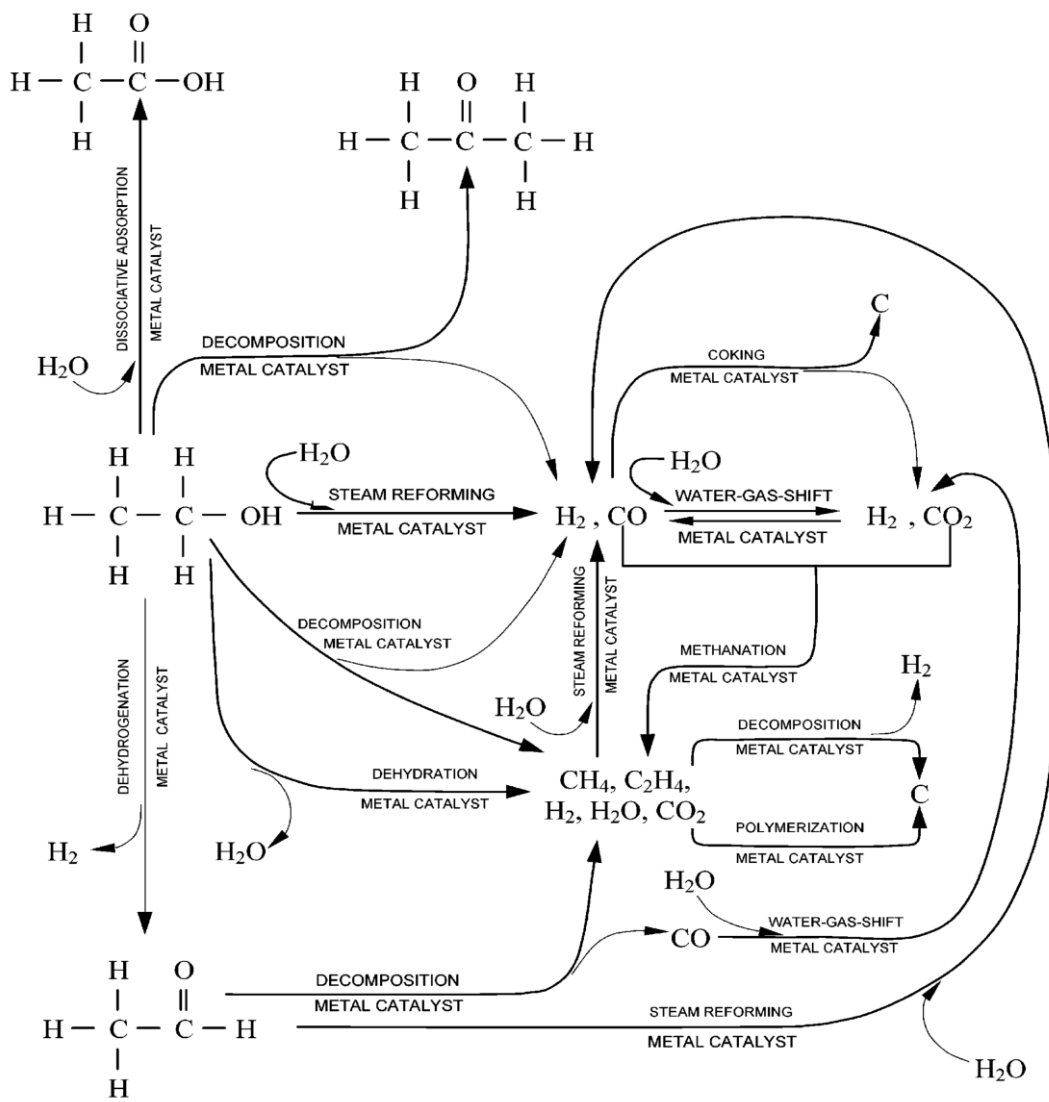 H O
H — C — C — OH
H
H O H
H — C — C — C — H
H H
DISSOCIATIVE ADSORPTION
METAL CATALYST
H₂O
DECOMPOSITION
METAL CATALYST
C
COKING
METAL CATALYST
H H
H — C — C — OH
H H
H₂O
STEAM REFORMING
METAL CATALYST
H₂ , CO
H₂O
WATER-GAS-SHIFT
METAL CATALYST
H₂ , CO₂
DECOMPOSITION
METAL CATALYST
STEAM REFORMING
METAL CATALYST
H₂O
METHANATION
METAL CATALYST
DEHYDROGENATION
METAL CATALYST
H₂
DEHYDRATION
METAL CATALYST
H₂O
CH₄, C₂H₄,
H₂, H₂O, CO₂
DECOMPOSITION
METAL CATALYST
H₂
C
POLYMERIZATION
METAL CATALYST
H₂O
CO
WATER-GAS-SHIFT
METAL CATALYST
H O
H — C — C — H
H
DECOMPOSITION
METAL CATALYST
STEAM REFORMING
METAL CATALYST
H₂O